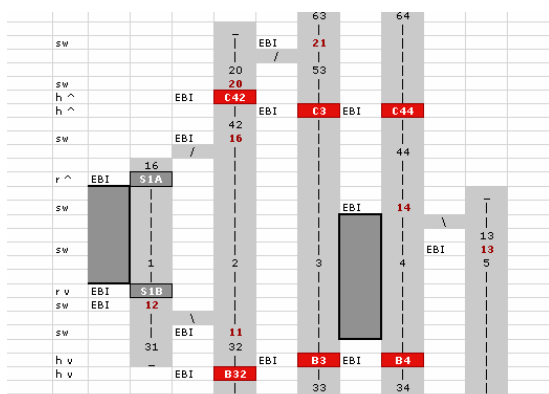 63 64
sw EBI 21
/
20 53
sw 20
h ^ EBI C42
h ^ EBI C3 EBI C44
42
sw EBI 16
/ 44
16
r ^ EBI S1A
sw EBI 14
\
13
sw EBI 13
1 2 3 4 5
r v EBI S1B
sw EBI 12
\
sw EBI 11
31 32
h v EBI B3 EBI B4
h v EBI B32
33 34